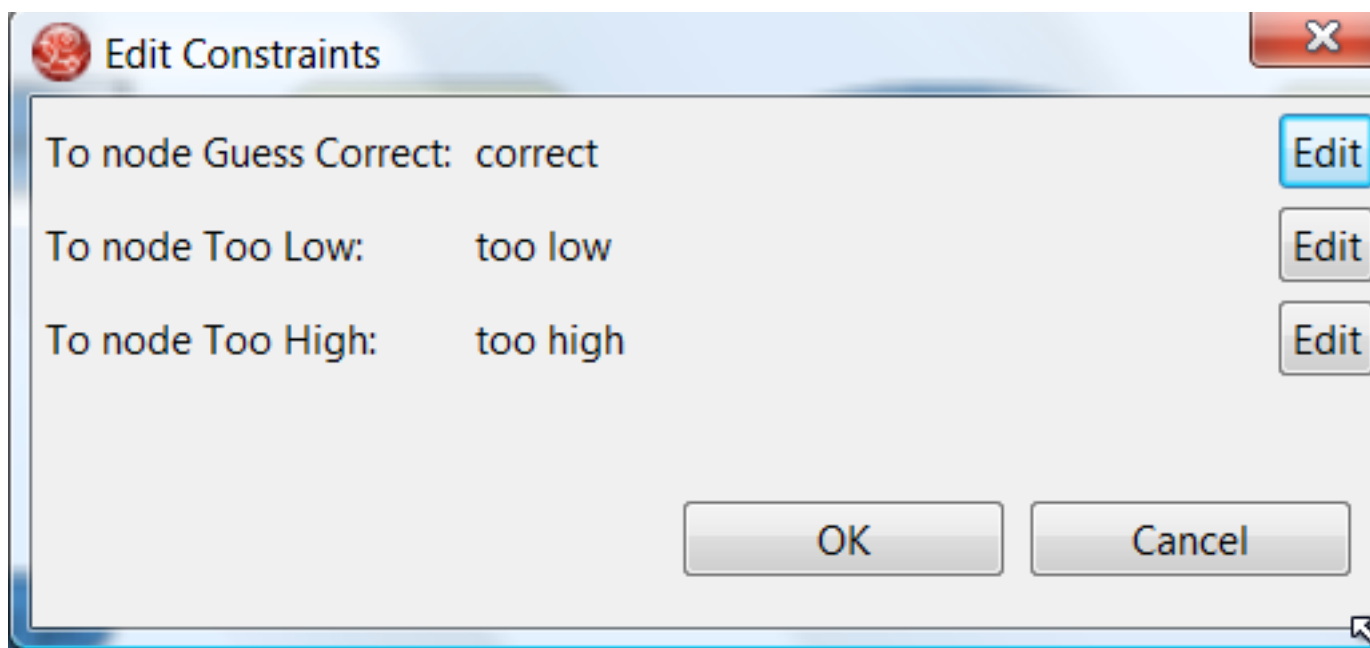 Edit Constraints
To node Guess Correct: correct Edit
To node Too Low: too low Edit
To node Too High: too high Edit
OK Cancel